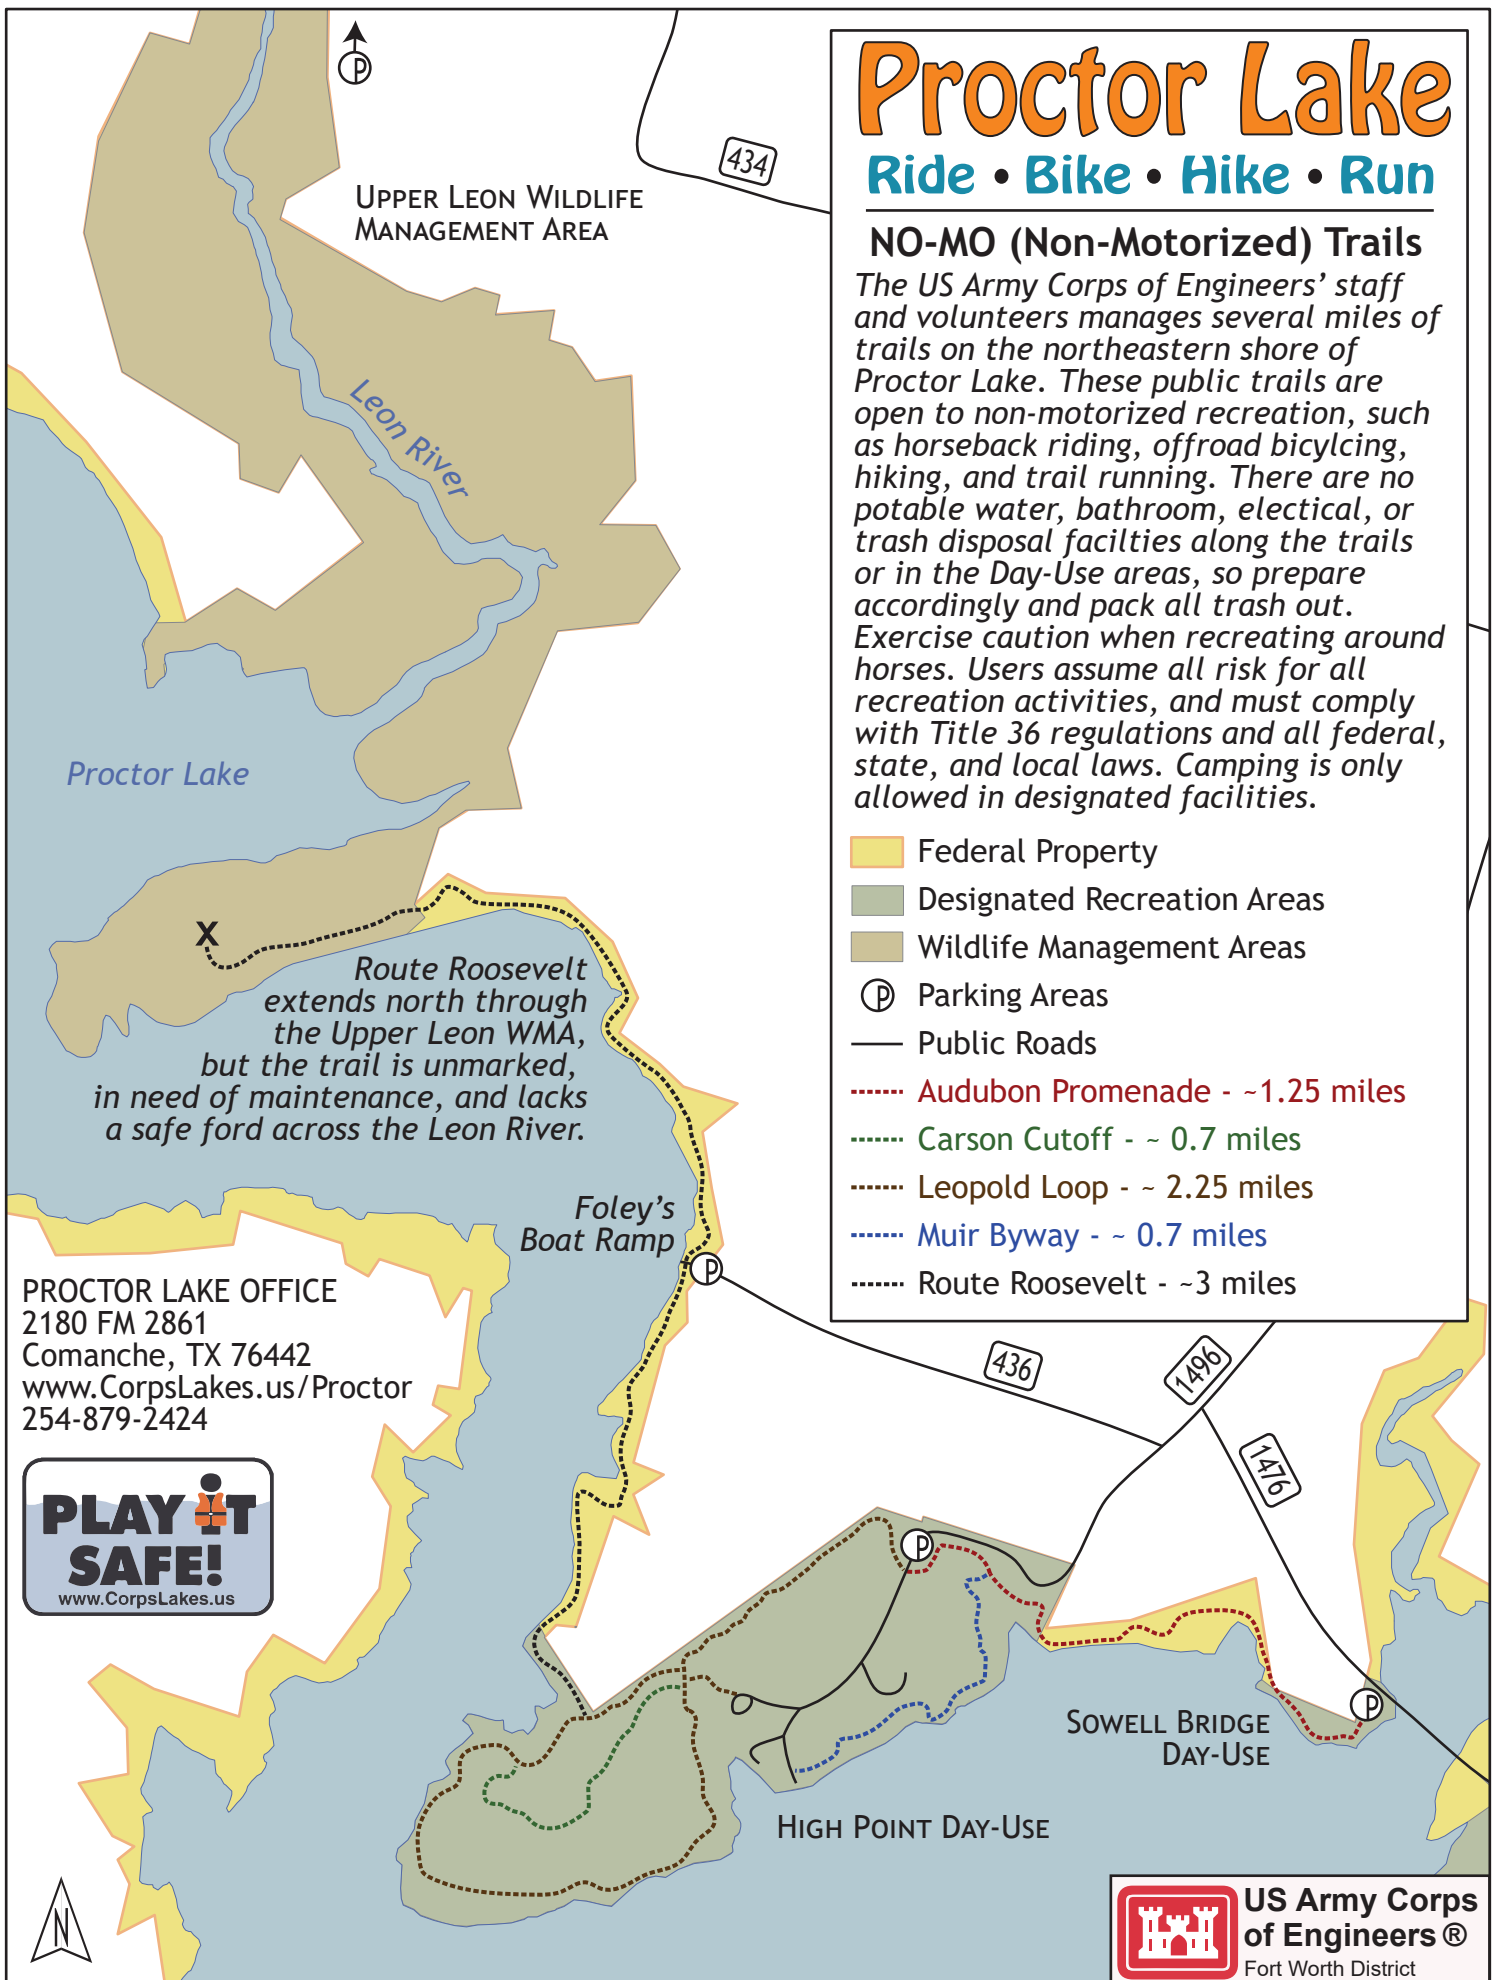 Proctor Lake
Ride • Bike • Hike • Run
NO-MO (Non-Motorized) Trails
The US Army Corps of Engineers’ staff
and volunteers manages several miles of
trails on the northeastern shore of
Proctor Lake. These public trails are
open to non-motorized recreation, such
as horseback riding, offroad bicylcing,
hiking, and trail running. There are no
potable water, bathroom, electical, or
trash disposal facilties along the trails
or in the Day-Use areas, so prepare
accordingly and pack all trash out.
Exercise caution when recreating around
horses. Users assume all risk for all
recreation activities, and must comply
with Title 36 regulations and all federal,
state, and local laws. Camping is only
allowed in designated facilities.
Federal Property
Designated Recreation Areas
Wildlife Management Areas
P Parking Areas
Public Roads
Audubon Promenade - ~1.25 miles
Carson Cutoff - ~ 0.7 miles
Leopold Loop - ~ 2.25 miles
Muir Byway - ~ 0.7 miles
Route Roosevelt - ~3 miles
P
434
Upper Leon Wildlife
Management Area
Leon River
Proctor Lake
X
Route Roosevelt
extends north through
the Upper Leon WMA,
but the trail is unmarked,
in need of maintenance, and lacks
a safe ford across the Leon River.
Foley’s
Boat Ramp
P
PROCTOR LAKE OFFICE
2180 FM 2861
Comanche, TX 76442
www.CorpsLakes.us/Proctor
254-879-2424
436
1496
1476
PLAY IT
SAFE!
www.CorpsLakes.us
P
P
Sowell Bridge
Day-Use
High Point Day-Use
N
US Army Corps
of Engineers ®
Fort Worth District